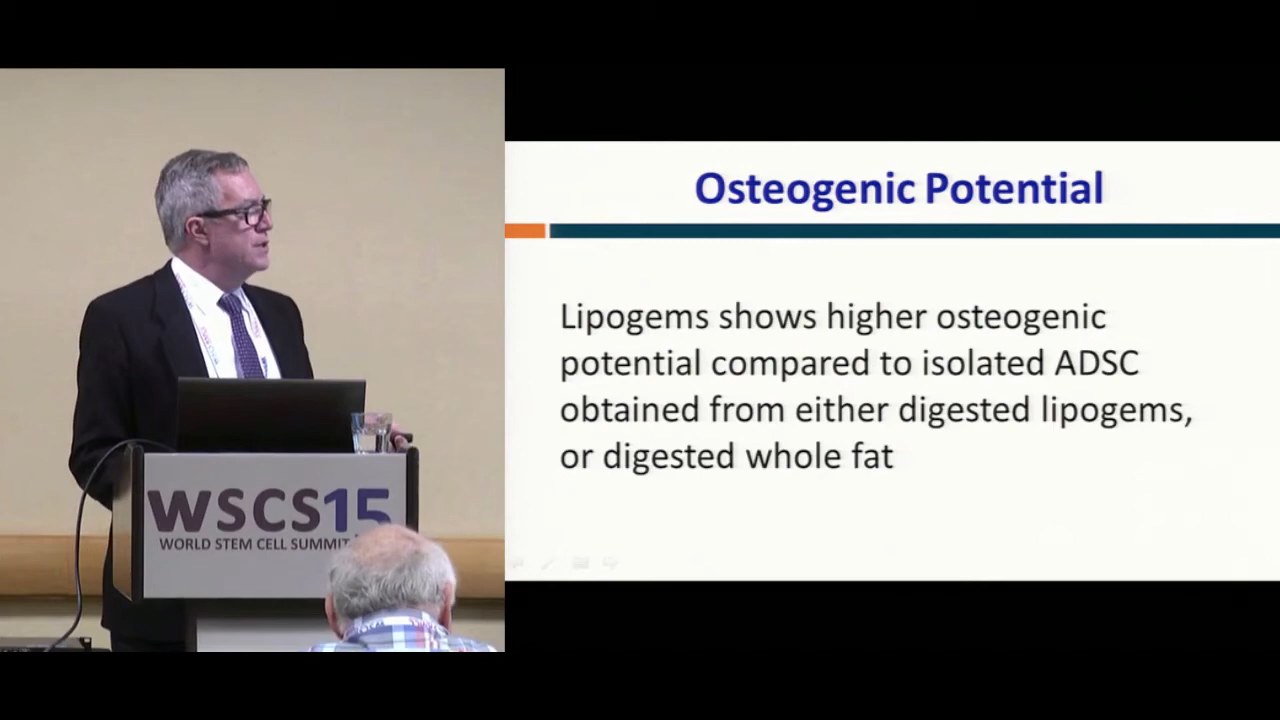 Osteogenic Potential
Lipogems shows higher osteogenic
potential compared to isolated ADSC
obtained from either digested lipogems,
or digested whole fat
WSCS15
WORLD STEM CELL SUMMIT